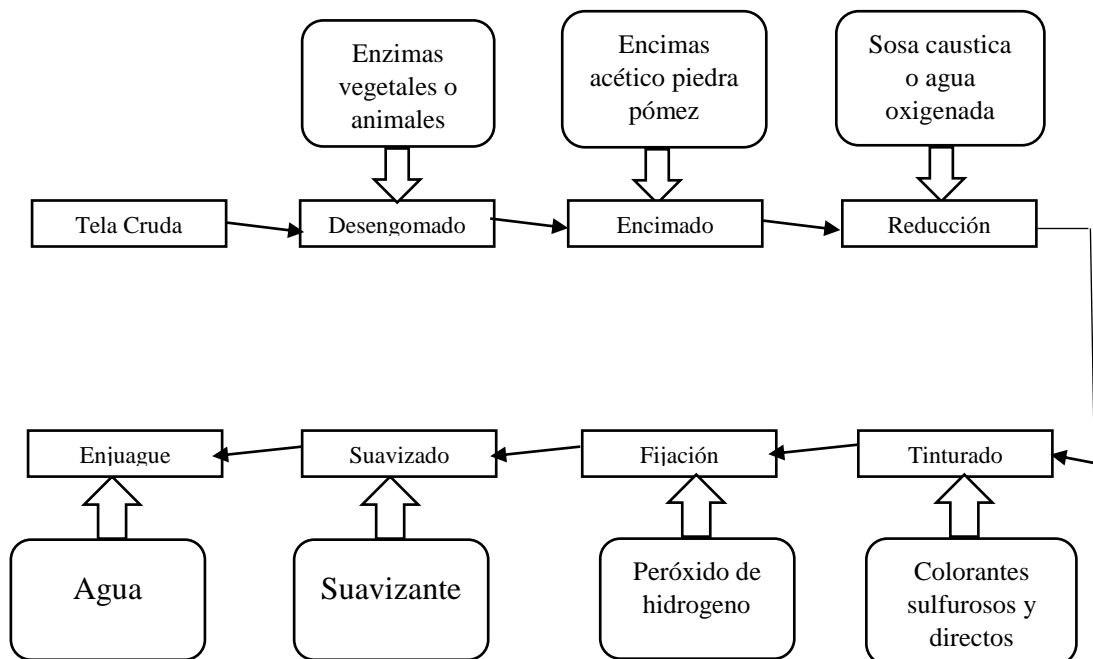 Enzimas
vegetales o
animales
Encimas
acético piedra
pómez
Sosa caustica
o agua
oxigenada
Tela Cruda
Desengomado
Encimado
Reducción
Enjuague
Suavizado
Fijación
Tinturado
Agua
Suavizante
Peróxido de
hidrogeno
Colorantes
sulfurosos y
directos